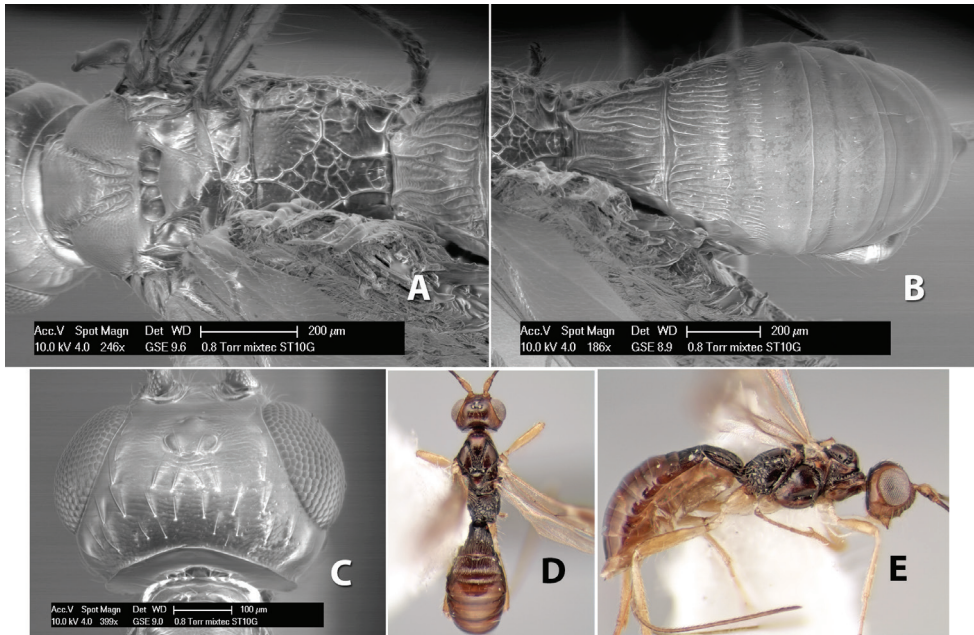 A
Acc.V Spot Magn Det WD 200 µm
10.0 kV 4.0 246x GSE 9.6 0.8 Torr mixtec ST10G
B
Acc.V Spot Magn Det WD 200 µm
10.0 kV 4.0 186x GSE 8.9 0.8 Torr mixtec ST10G
C
Acc.V Spot Magn Det WD 100 µm
10.0 kV 4.0 399x GSE 9.0 0.8 Torr mixtec ST10G
D
E